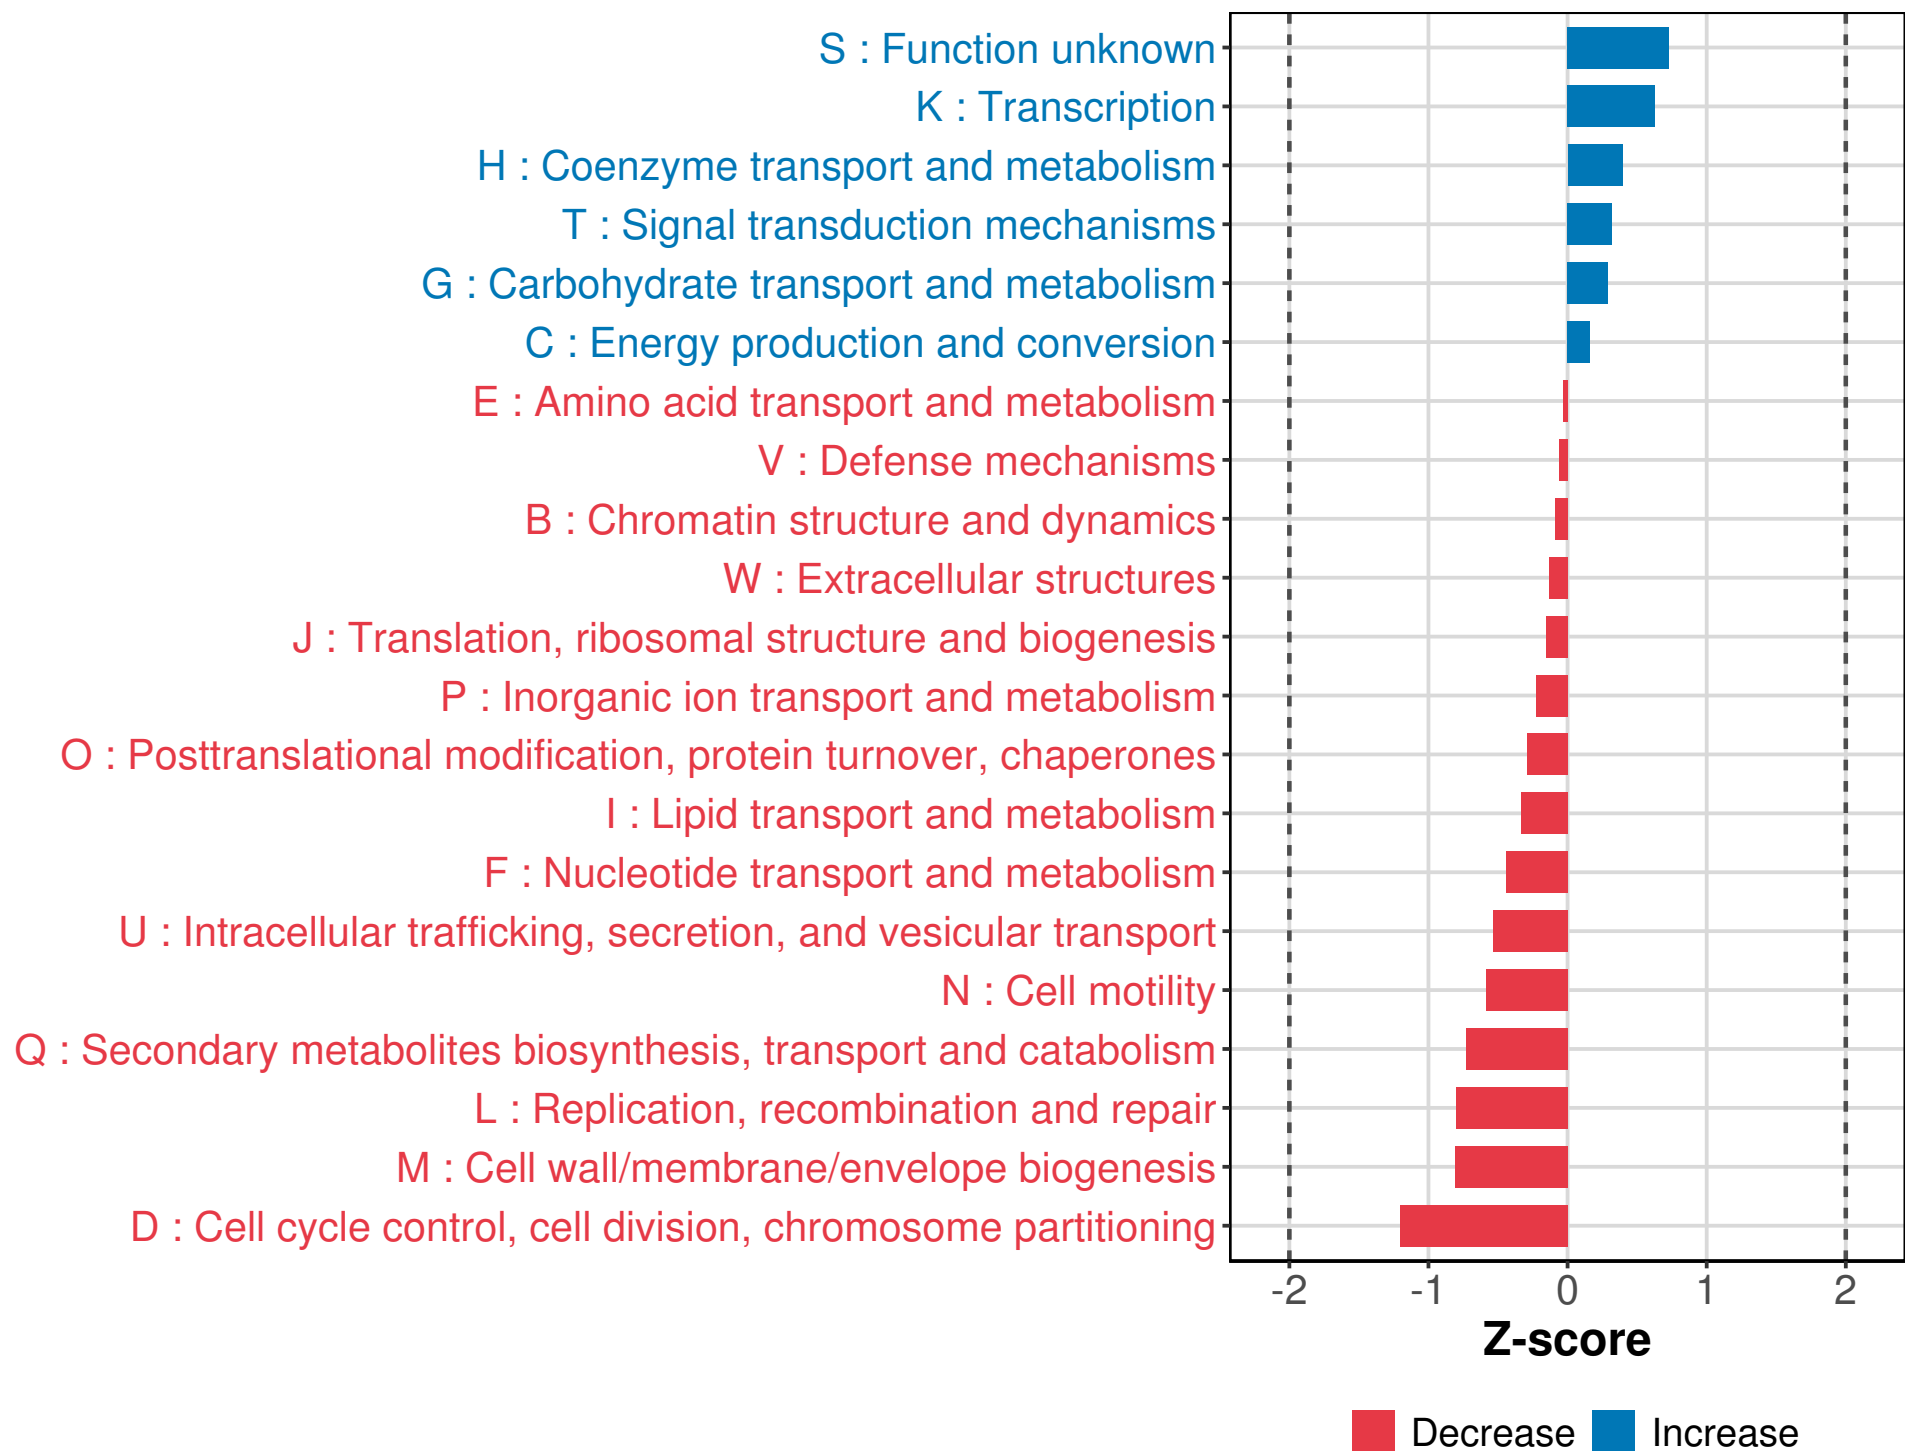 S : Function unknown
K : Transcription
H : Coenzyme transport and metabolism
T : Signal transduction mechanisms
G : Carbohydrate transport and metabolism
C : Energy production and conversion
E : Amino acid transport and metabolism
V : Defense mechanisms
B : Chromatin structure and dynamics
W : Extracellular structures
J : Translation, ribosomal structure and biogenesis
P : Inorganic ion transport and metabolism
O : Posttranslational modification, protein turnover, chaperones
I : Lipid transport and metabolism
F : Nucleotide transport and metabolism
U : Intracellular trafficking, secretion, and vesicular transport
N : Cell motility
Q : Secondary metabolites biosynthesis, transport and catabolism
L : Replication, recombination and repair
M : Cell wall/membrane/envelope biogenesis
D : Cell cycle control, cell division, chromosome partitioning
-2 -1 0 1 2
Z-score
Decrease Increase